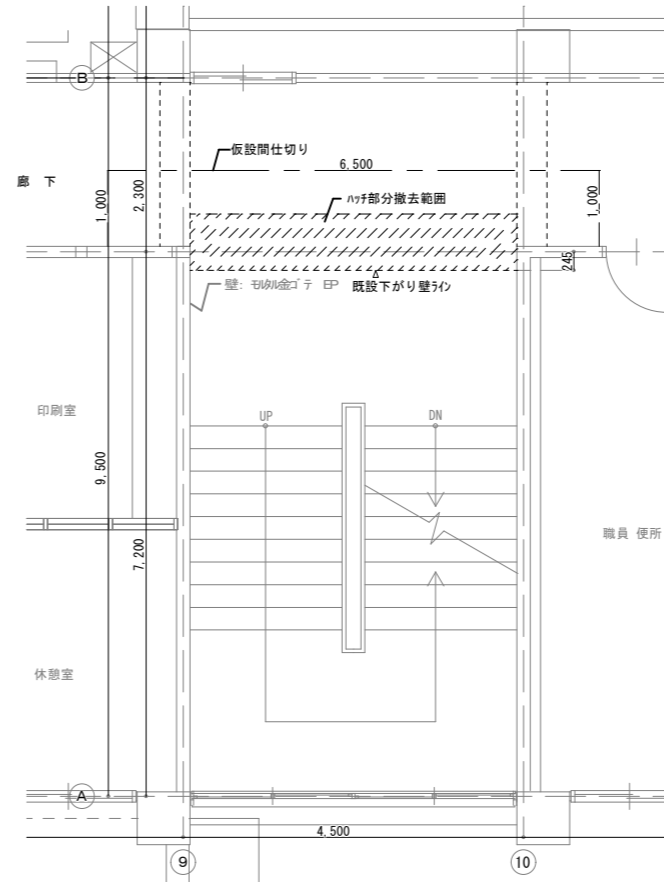 B
仮設間仕切り
6,500
廊 下
1,000
2,300
ハッチ部分撤去範囲
1,000
245
壁: モルタル金ゴテ EP
既設下がり壁ライン
印刷室
UP
DN
9,500
7,200
職員 便所
休憩室
A
4,500
9
10